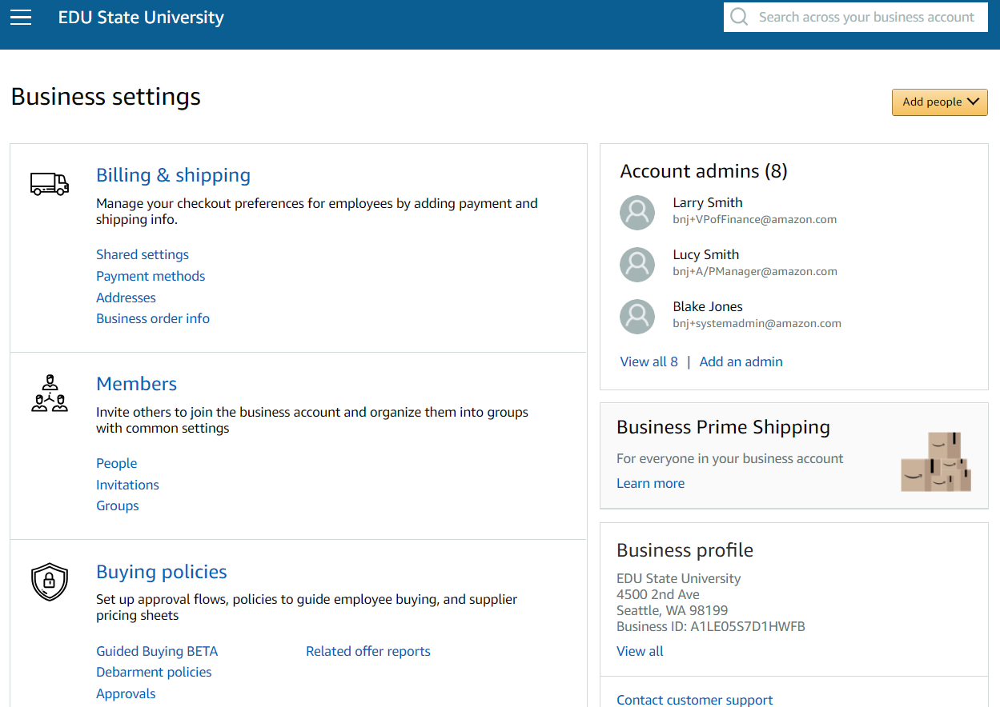 EDU State University
Search across your business account
Business settings
Add people
Billing & shipping
Manage your checkout preferences for employees by adding payment and
shipping info.
Shared settings
Payment methods
Addresses
Business order info
Members
Invite others to join the business account and organize them into groups
with common settings
People
Invitations
Groups
Buying policies
Set up approval flows, policies to guide employee buying, and supplier
pricing sheets
Guided Buying BETA
Related offer reports
Debarment policies
Approvals
Account admins (8)
Larry Smith
bnj+VPofFinance@amazon.com
Lucy Smith
bnj+A/PManager@amazon.com
Blake Jones
bnj+systemadmin@amazon.com
View all 8 | Add an admin
Business Prime Shipping
For everyone in your business account
Learn more
Business profile
EDU State University
4500 2nd Ave
Seattle, WA 98199
Business ID: A1LE05S7D1HWFB
View all
Contact customer support